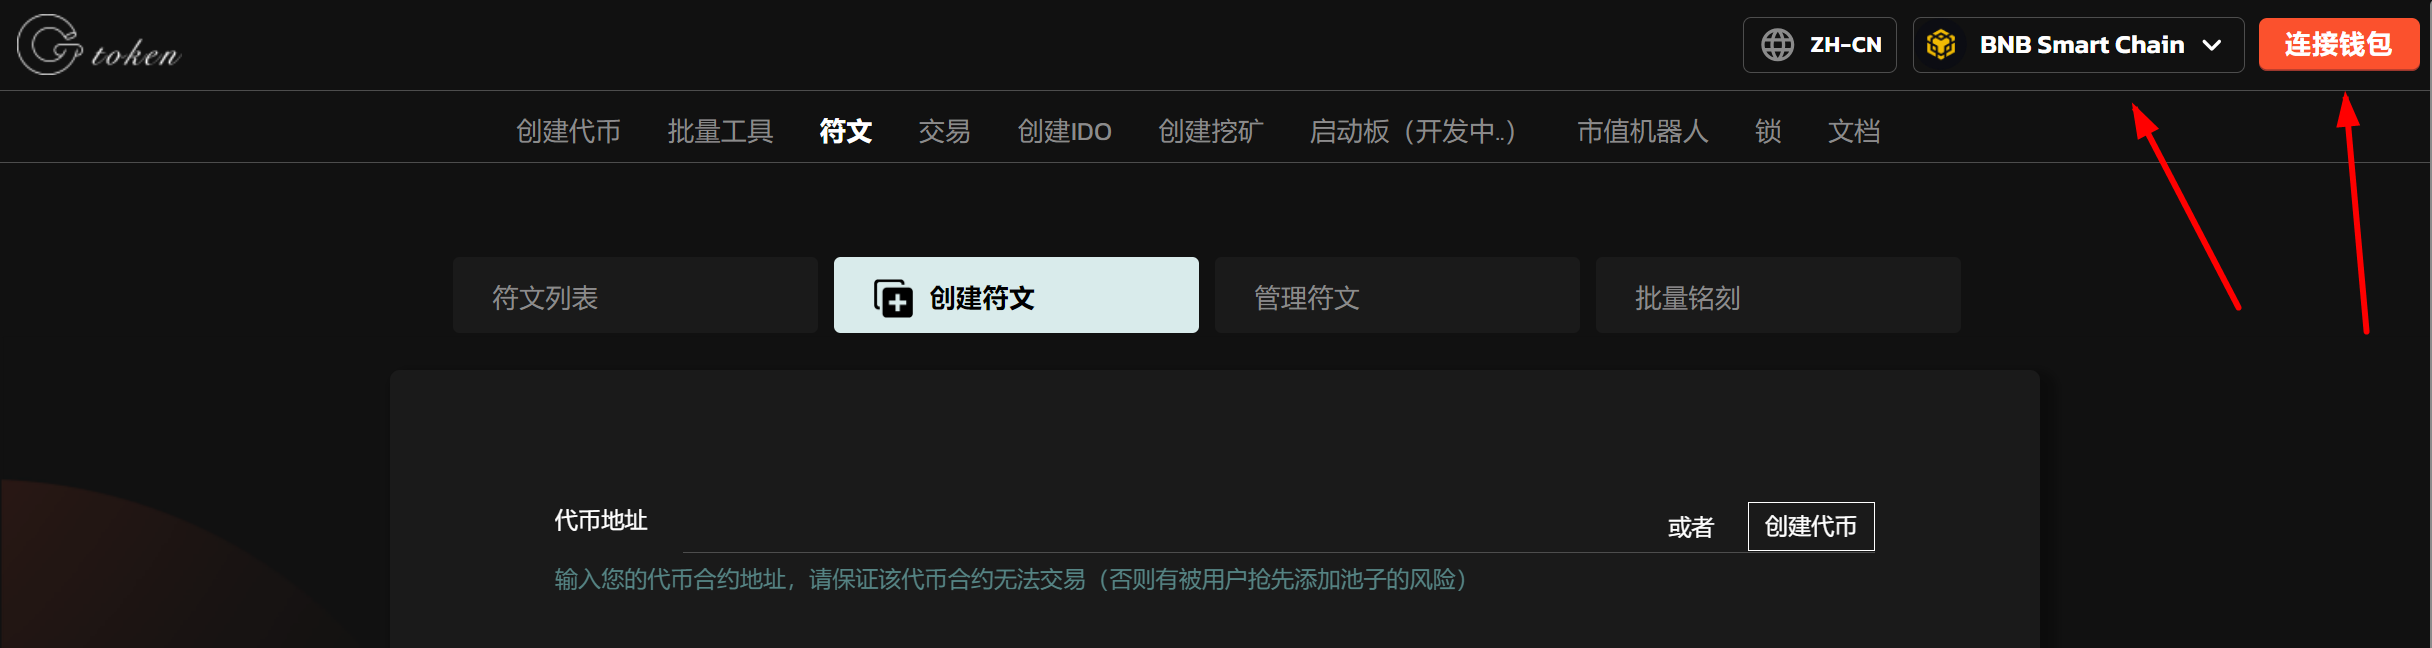 G token
ZH-CN
BNB Smart Chain
连接钱包
创建代币 批量工具 符文 交易 创建IDO 创建挖矿 启动板（开发中..） 市值机器人 锁 文档
符文列表 创建符文 管理符文 批量铭刻
代币地址 或者 创建代币
输入您的代币合约地址，请保证该代币合约无法交易（否则有被用户抢先添加池子的风险）